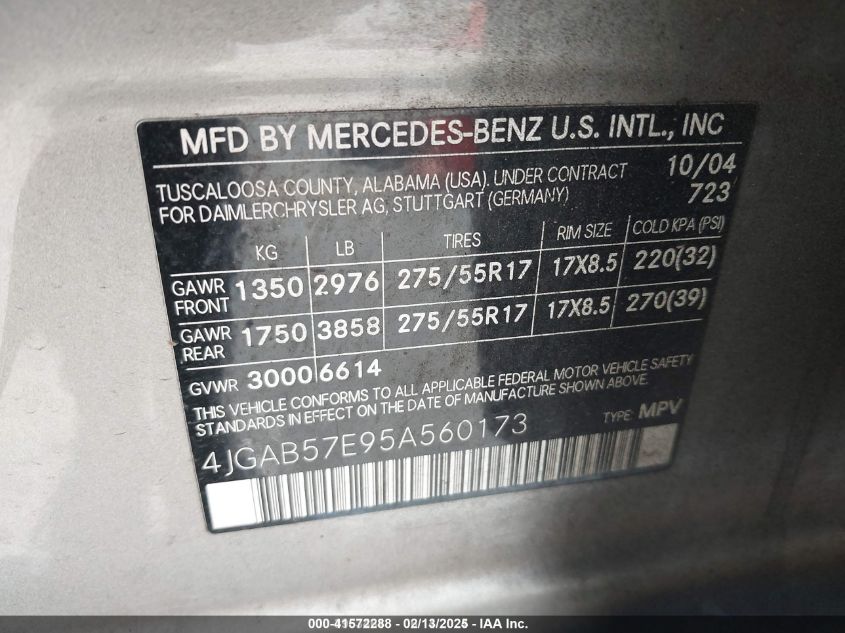 MFD BY MERCEDES-BENZ U.S. INTL., INC
TUSCALOOSA COUNTY, ALABAMA (USA). UNDER CONTRACT 10/04
FOR DAIMLERCHRYSLER AG, STUTTGART (GERMANY) 723
KG LB TIRES RIM SIZE COLD KPA (PSI)
GAWR FRONT 1350 2976 275/55R17 17X8.5 220(32)
GAWR REAR 1750 3858 275/55R17 17X8.5 270(39)
GVWR 3000 6614
THIS VEHICLE CONFORMS TO ALL APPLICABLE FEDERAL MOTOR VEHICLE SAFETY
STANDARDS IN EFFECT ON THE DATE OF MANUFACTURE SHOWN ABOVE.
4JGAB57E95A560173 TYPE: MPV
000-41572288 - 02/13/2025 - IAA Inc.